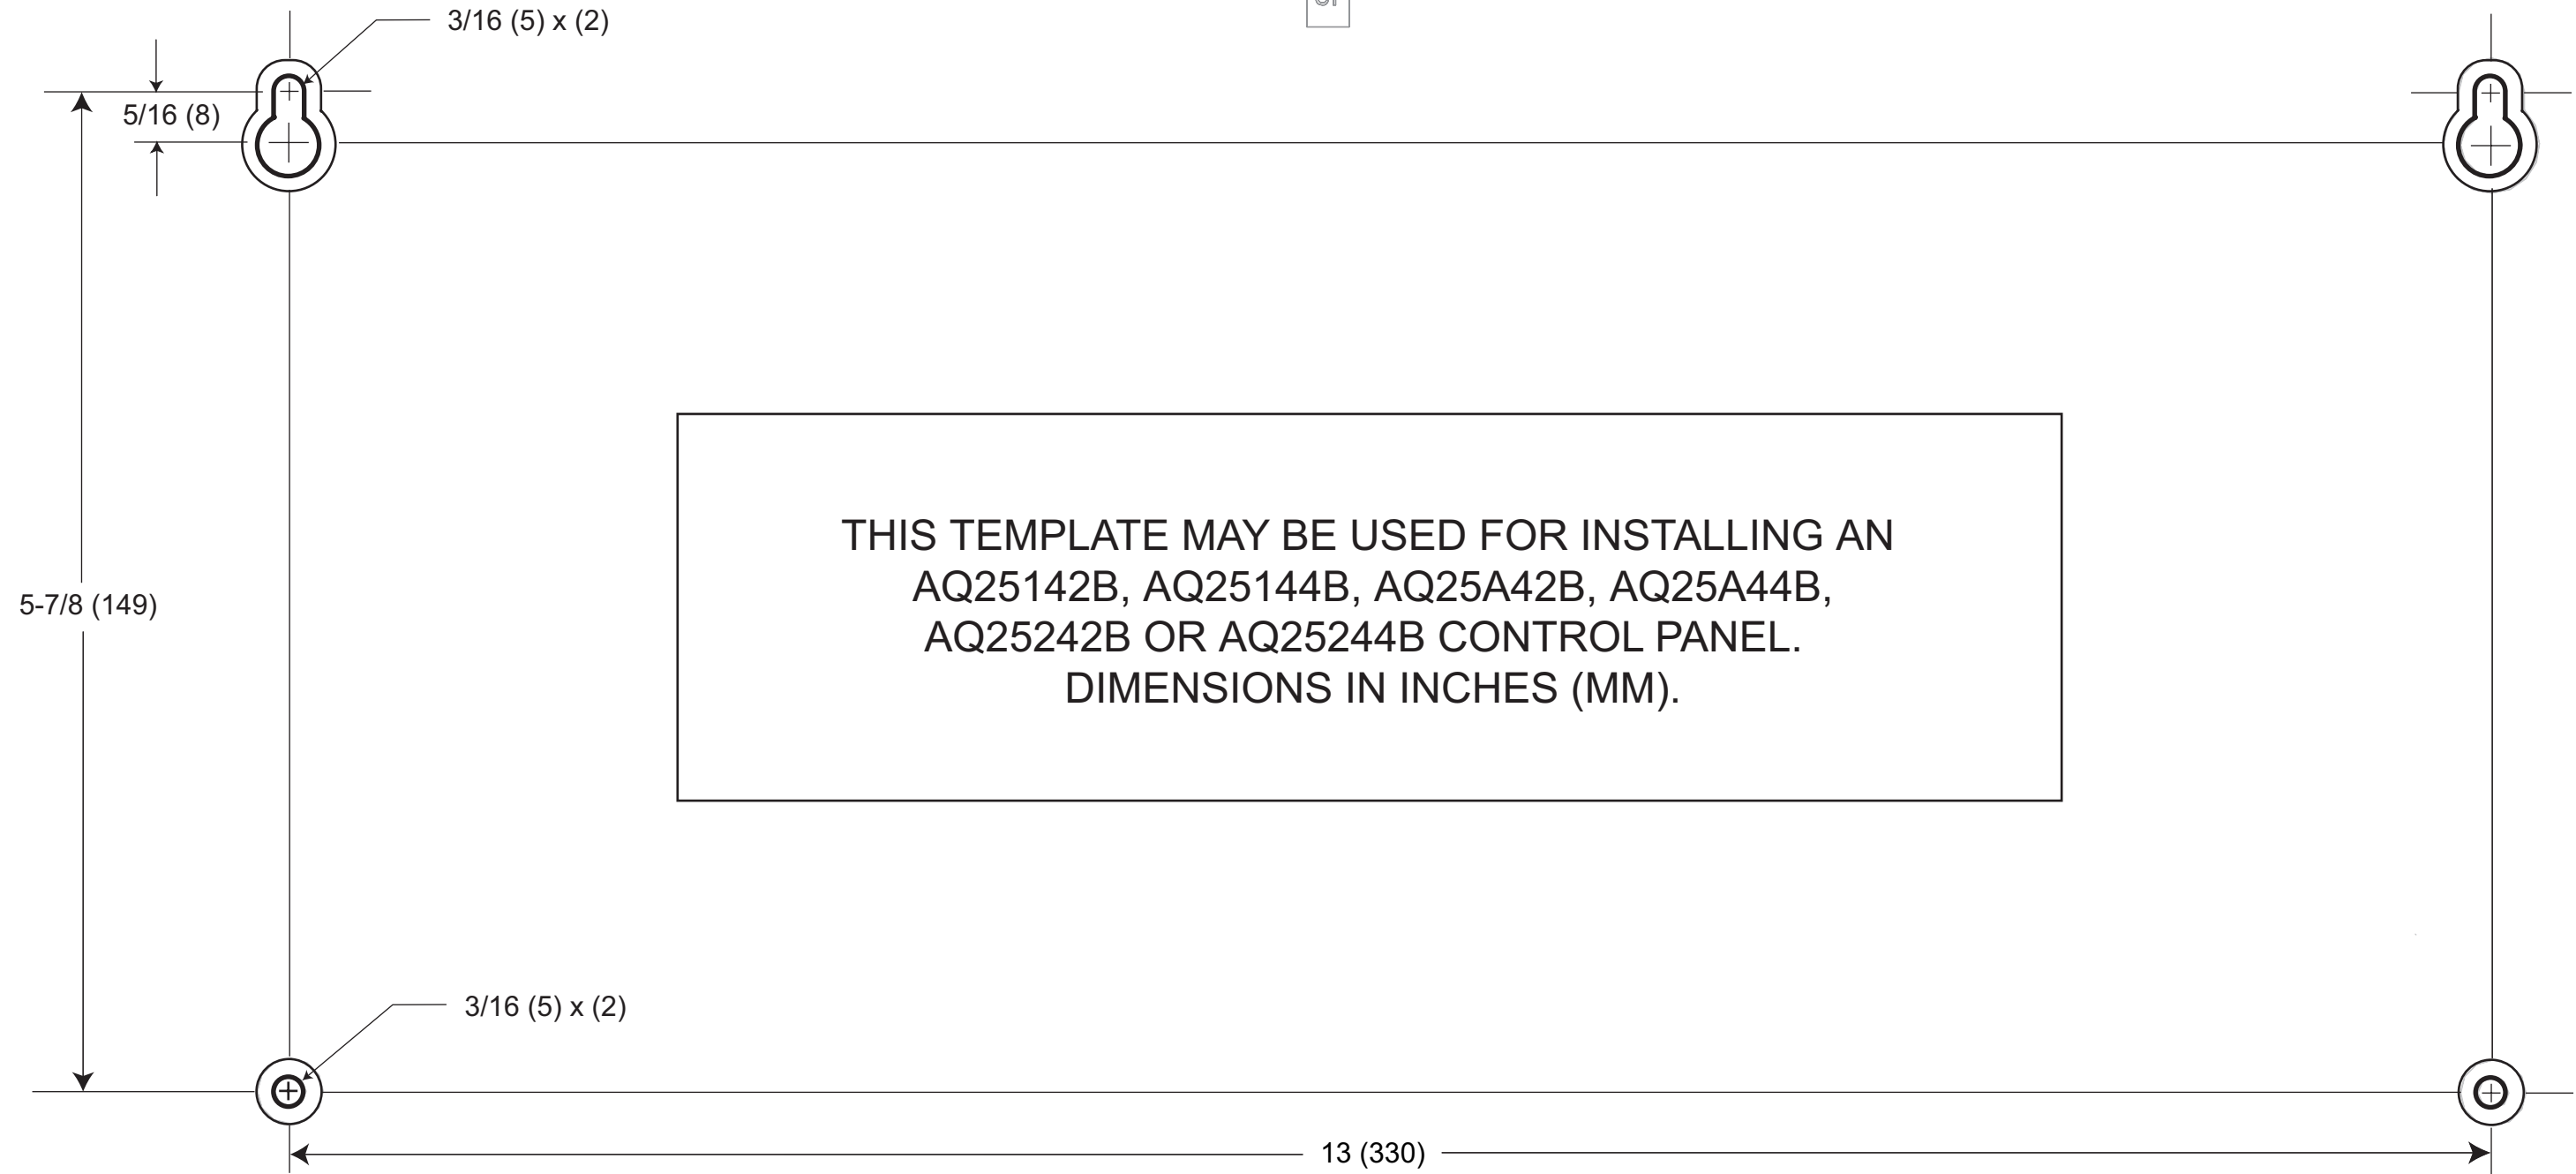 3/16 (5) x (2)
5/16 (8)
THIS TEMPLATE MAY BE USED FOR INSTALLING AN
AQ25142B, AQ25144B, AQ25A42B, AQ25A44B,
AQ25242B OR AQ25244B CONTROL PANEL.
DIMENSIONS IN INCHES (MM).
5-7/8 (149)
3/16 (5) x (2)
13 (330)